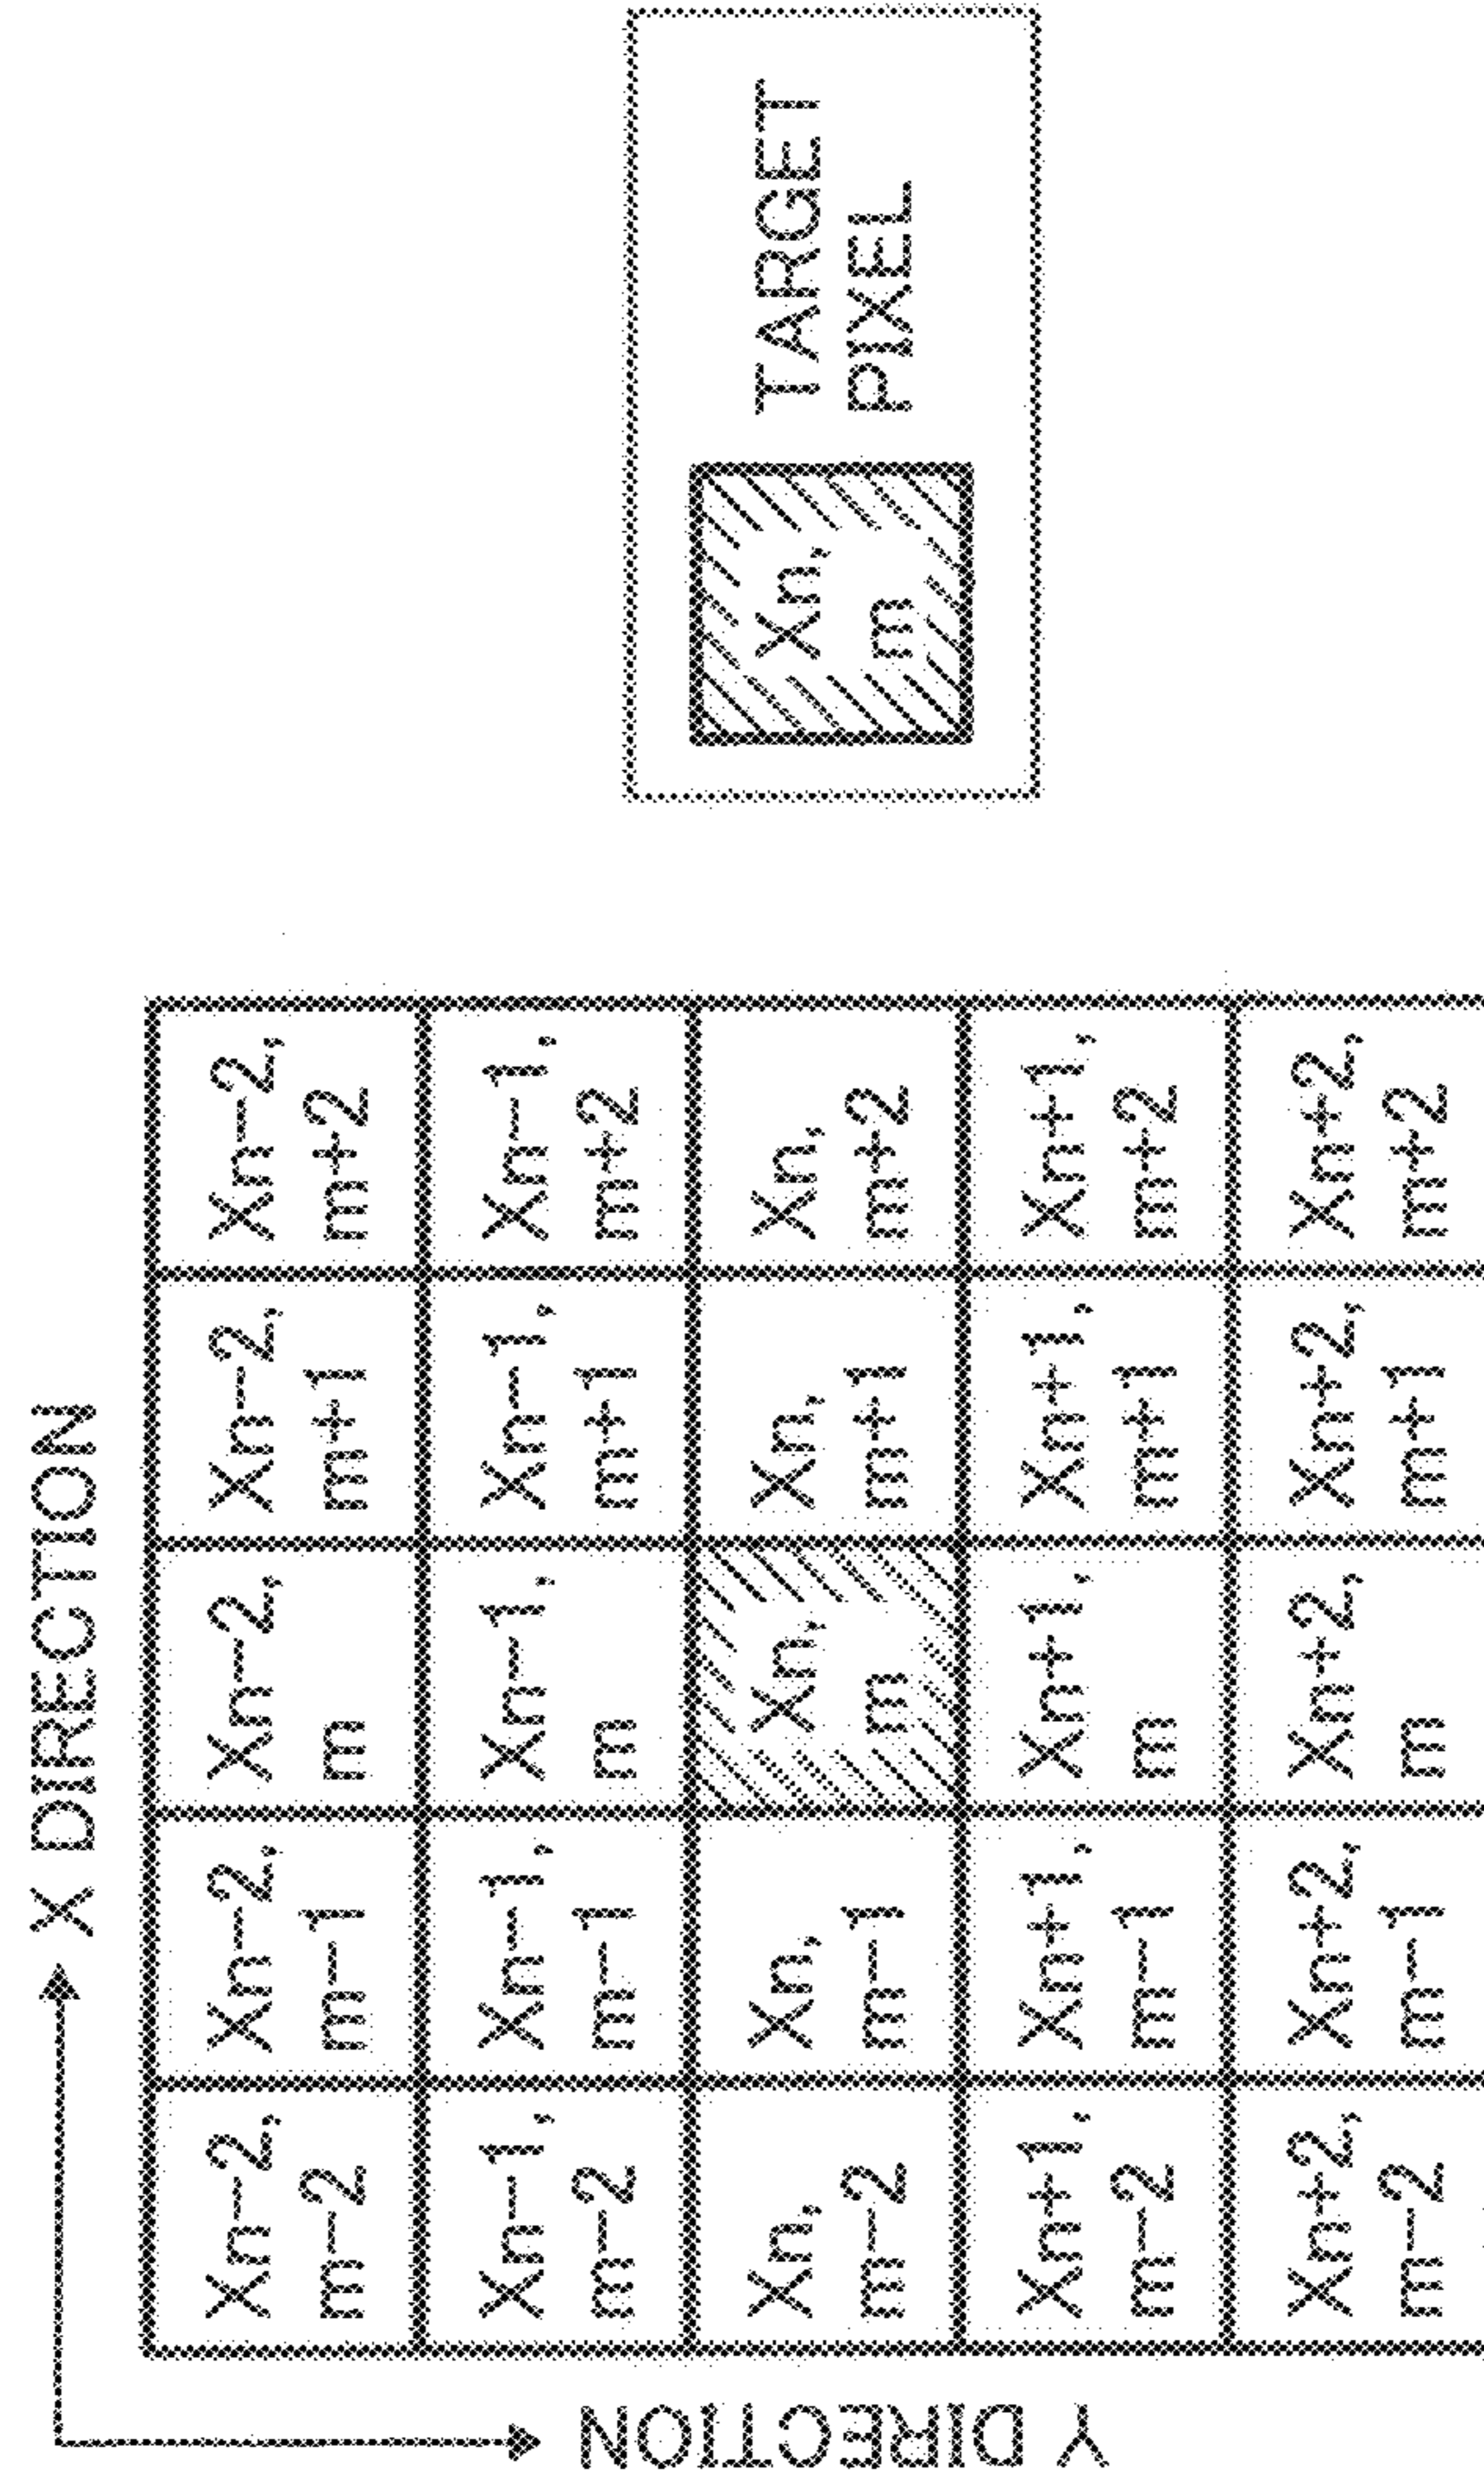 X DIRECTION
Y DIRECTION
Xn−2,
m−2
Xn−2,
m−1
Xn−2,
m
Xn−2,
m+1
Xn−2,
m+2
Xn−1,
m−2
Xn−1,
m−1
Xn−1,
m
Xn−1,
m+1
Xn−1,
m+2
Xn,
m−2
Xn,
m−1
Xn,
m
Xn,
m+1
Xn,
m+2
Xn+1,
m−2
Xn+1,
m−1
Xn+1,
m
Xn+1,
m+1
Xn+1,
m+2
Xn+2,
m−2
Xn+2,
m−1
Xn+2,
m
Xn+2,
m+1
Xn+2,
m+2
Xn,
m
TARGET
PIXEL